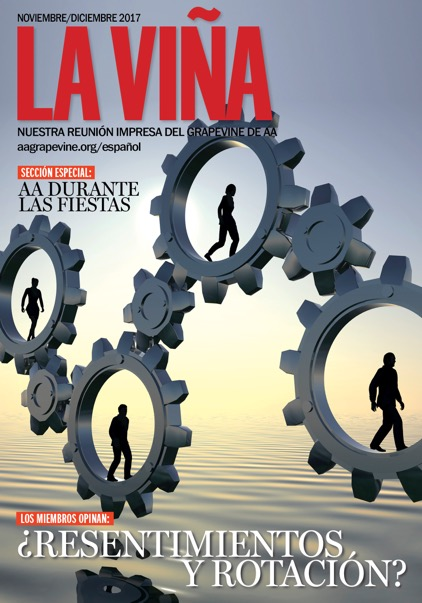 NOVIEMBRE/DICIEMBRE 2017
LA VIÑA
NUESTRA REUNIÓN IMPRESA DEL GRAPEVINE DE AA
aagrapevine.org/español
SECCIÓN ESPECIAL:
AA DURANTE
LAS FIESTAS
LOS MIEMBROS OPINAN:
¿RESENTIMIENTOS
Y ROTACIÓN?